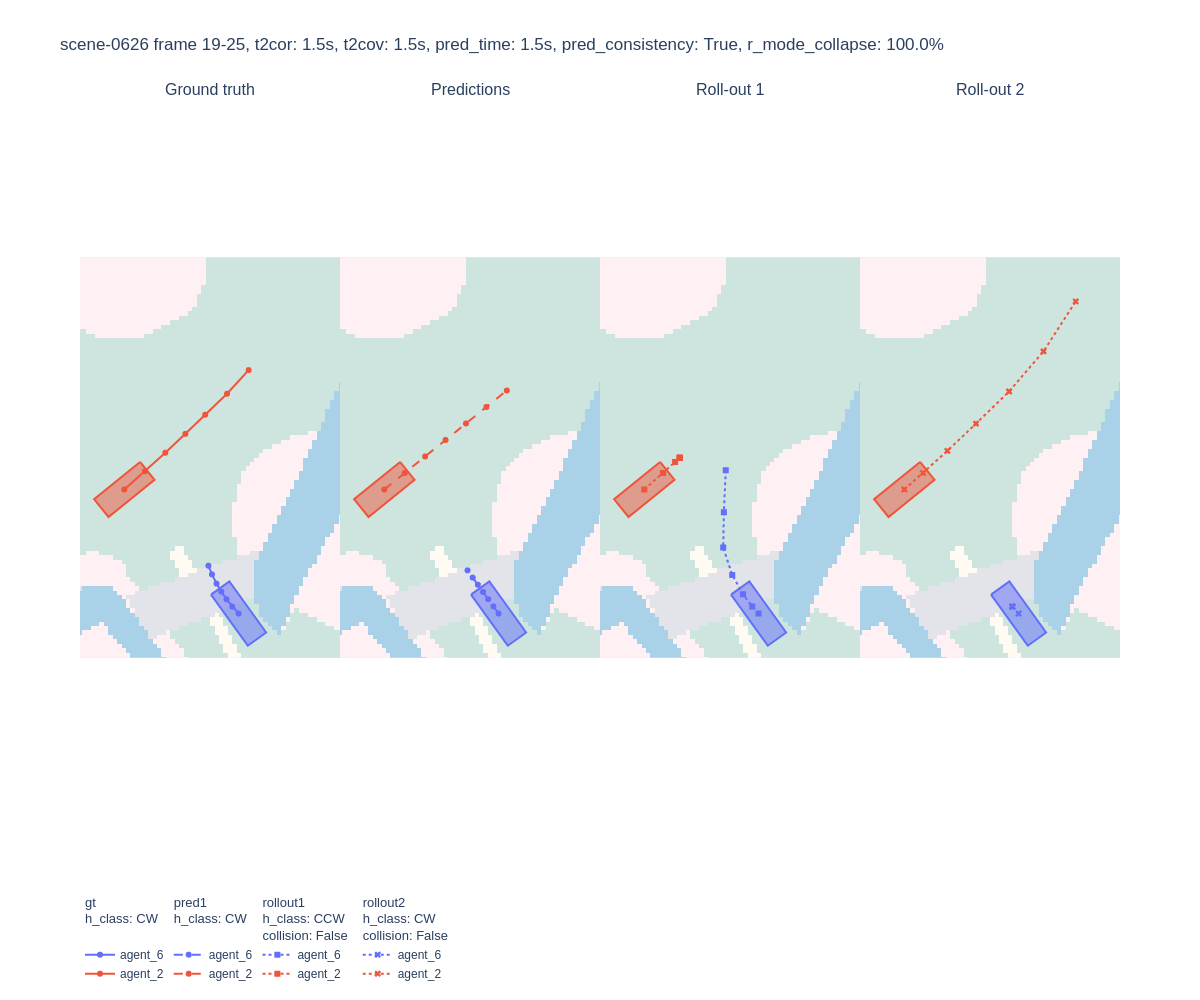 scene-0626 frame 19-25, t2cor: 1.5s, t2cov: 1.5s, pred_time: 1.5s, pred_consistency: True, r_mode_collapse: 100.0%
Ground truth
Predictions
Roll-out 1
Roll-out 2
gt
h_class: CW
agent_6
agent_2
pred1
h_class: CW
agent_6
agent_2
rollout1
h_class: CCW
collision: False
agent_6
agent_2
rollout2
h_class: CW
collision: False
agent_6
agent_2